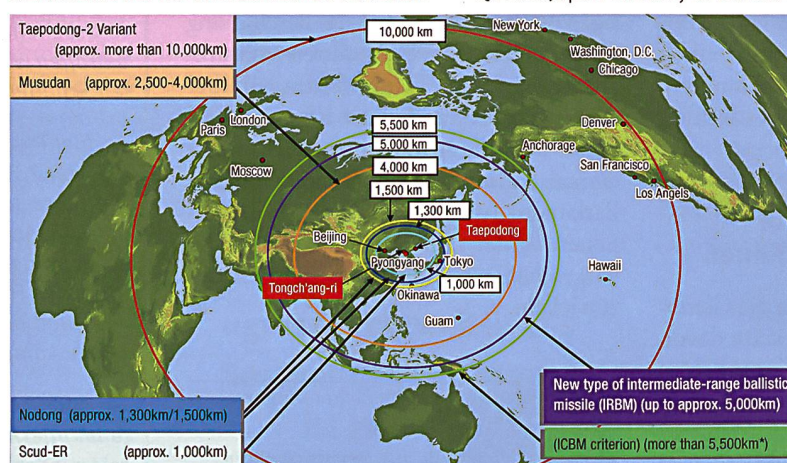 Taepodong-2 Variant
(approx. more than 10,000km)
Musudan (approx. 2,500-4,000km)
10,000 km
New York
Washington, D.C.
Chicago
London
Paris
Moscow
5,500 km
5,000 km
4,000 km
1,500 km
1,300 km
Denver
Anchorage
San Francisco
Los Angels
Beijing
Taepodong
Pyongyang
Tokyo
Hawaii
Tongch'ang-ri
1,000 km
Okinawa
Guam
New type of intermediate-range ballistic
missile (IRBM) (up to approx. 5,000km)
Nodong (approx. 1,300km/1,500km)
(ICBM criterion) (more than 5,500km*)
Scud-ER (approx. 1,000km)